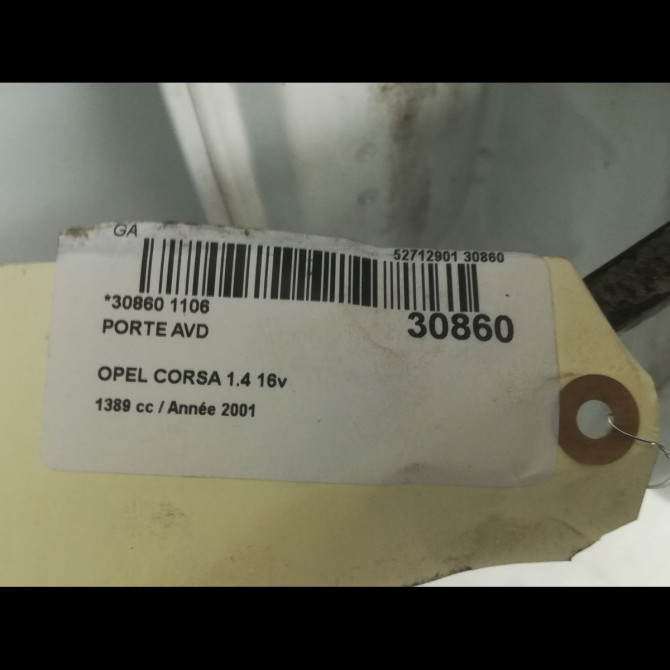 GA
52712901 30860
*30860 1106
30860
PORTE AVD
OPEL CORSA 1.4 16v
1389 cc / Année 2001